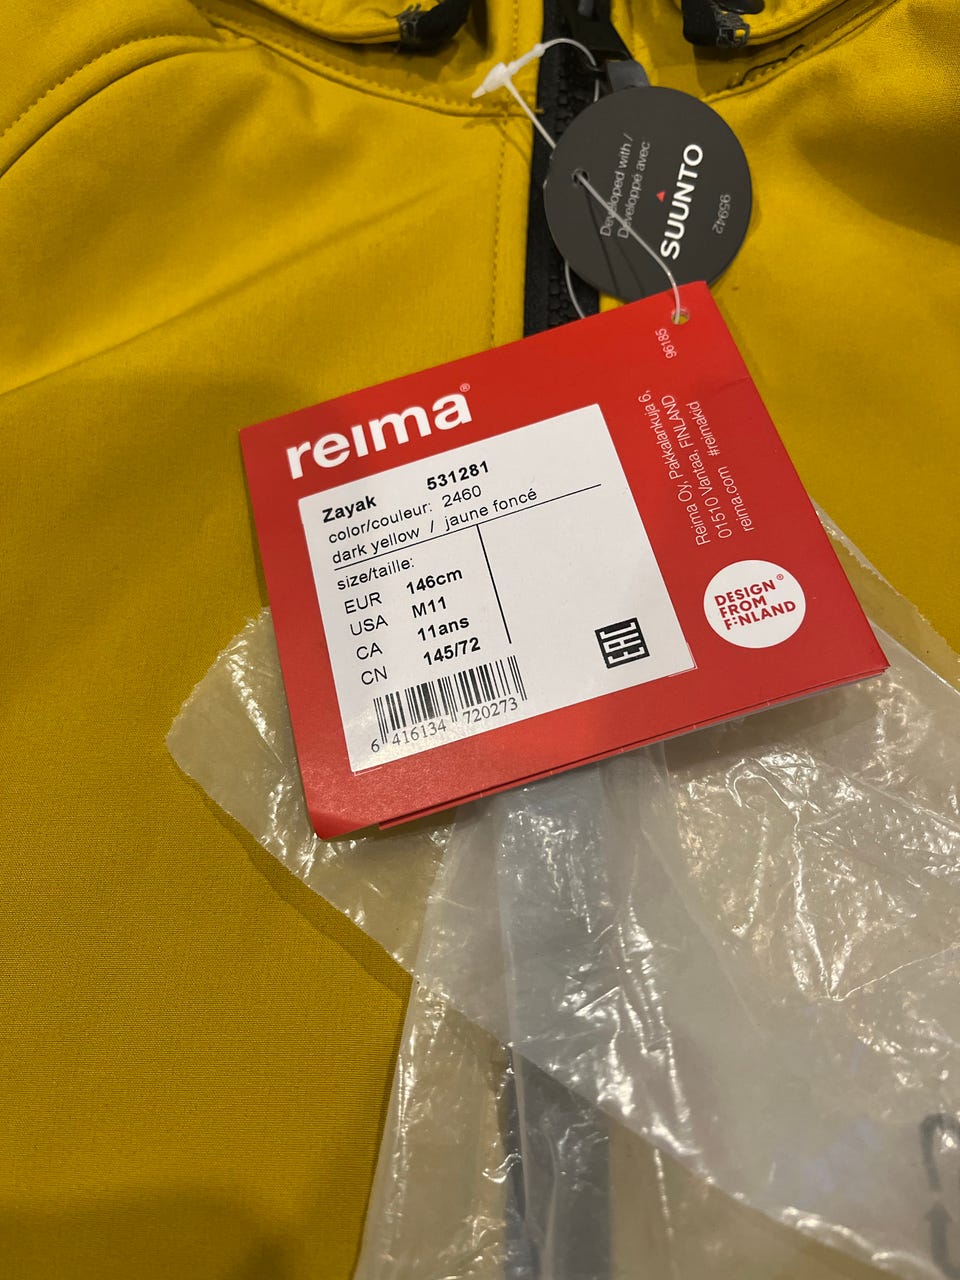 Developed with /
Développé avec
SUUNTO
95942
96185
reima®
Zayak 531281
color/couleur: 2460
dark yellow / jaune foncé
size/taille:
EUR 146cm
USA M11
CA 11ans
CN 145/72
6 416134 720273
EAC
Reima Oy, Pakkalankuja 6,
01510 Vantaa, FINLAND
reima.com #reimakid
DESIGN®
FROM
FINLAND